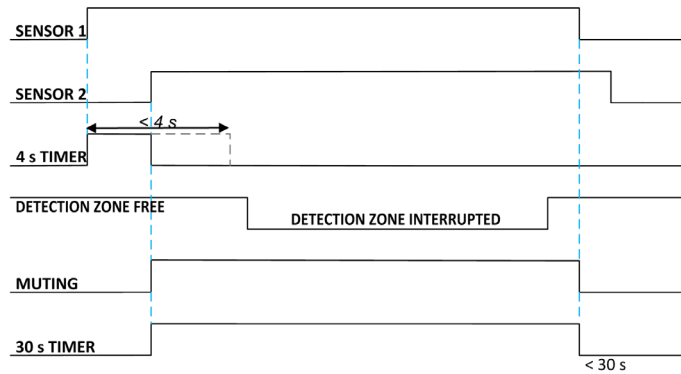 SENSOR 1
SENSOR 2
< 4 s
4 s TIMER
DETECTION ZONE FREE
DETECTION ZONE INTERRUPTED
MUTING
30 s TIMER
< 30 s